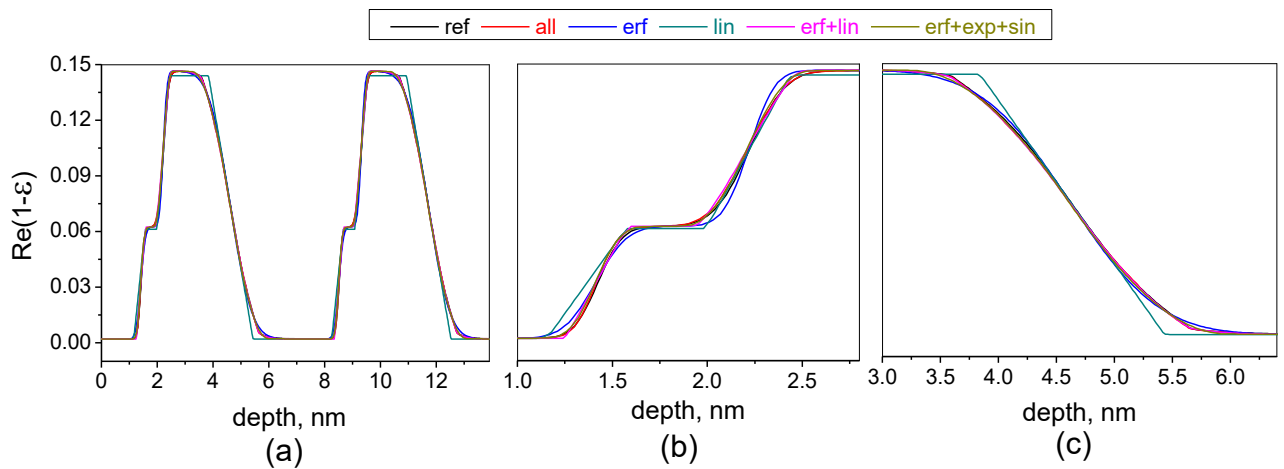 ref all erf lin erf+lin erf+exp+sin
Re(1-ε)
0.15
0.12
0.09
0.06
0.03
0.00
0 2 4 6 8 10 12
depth, nm
(a)
1.0 1.5 2.0 2.5
depth, nm
(b)
3.0 3.5 4.0 4.5 5.0 5.5 6.0
depth, nm
(c)